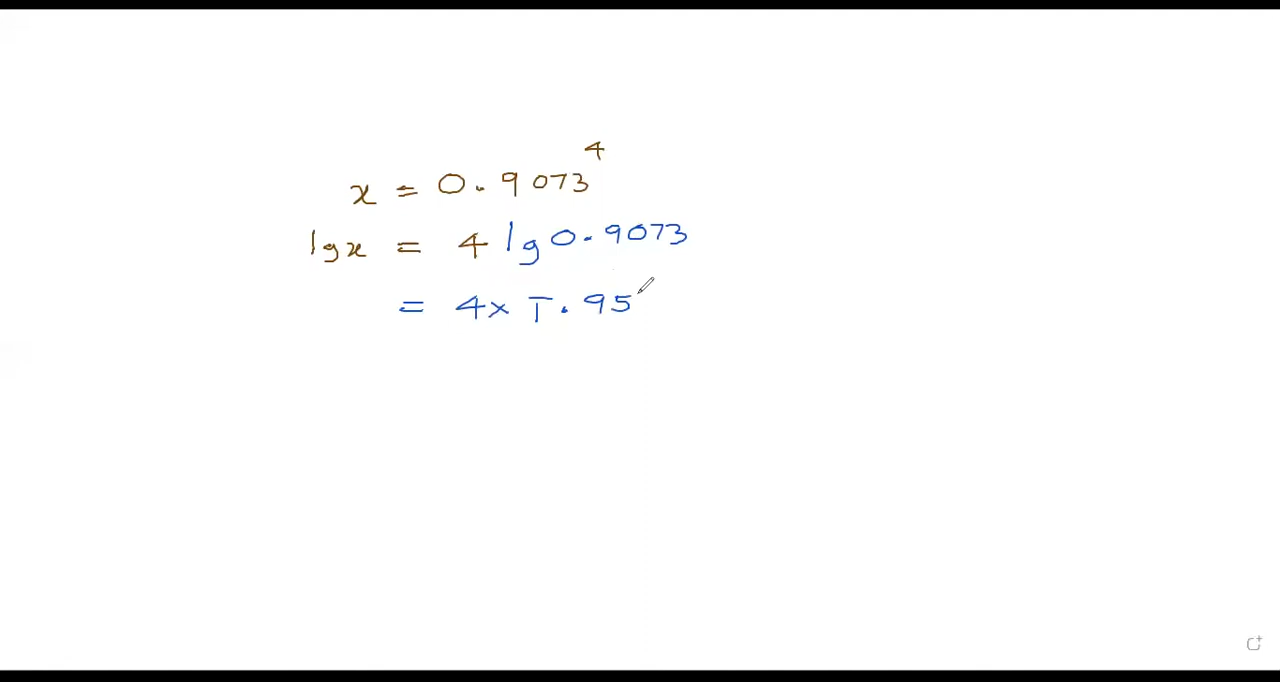 x = 0.9073⁴
lgx = 4 lg 0.9073
= 4 x 1̅.95